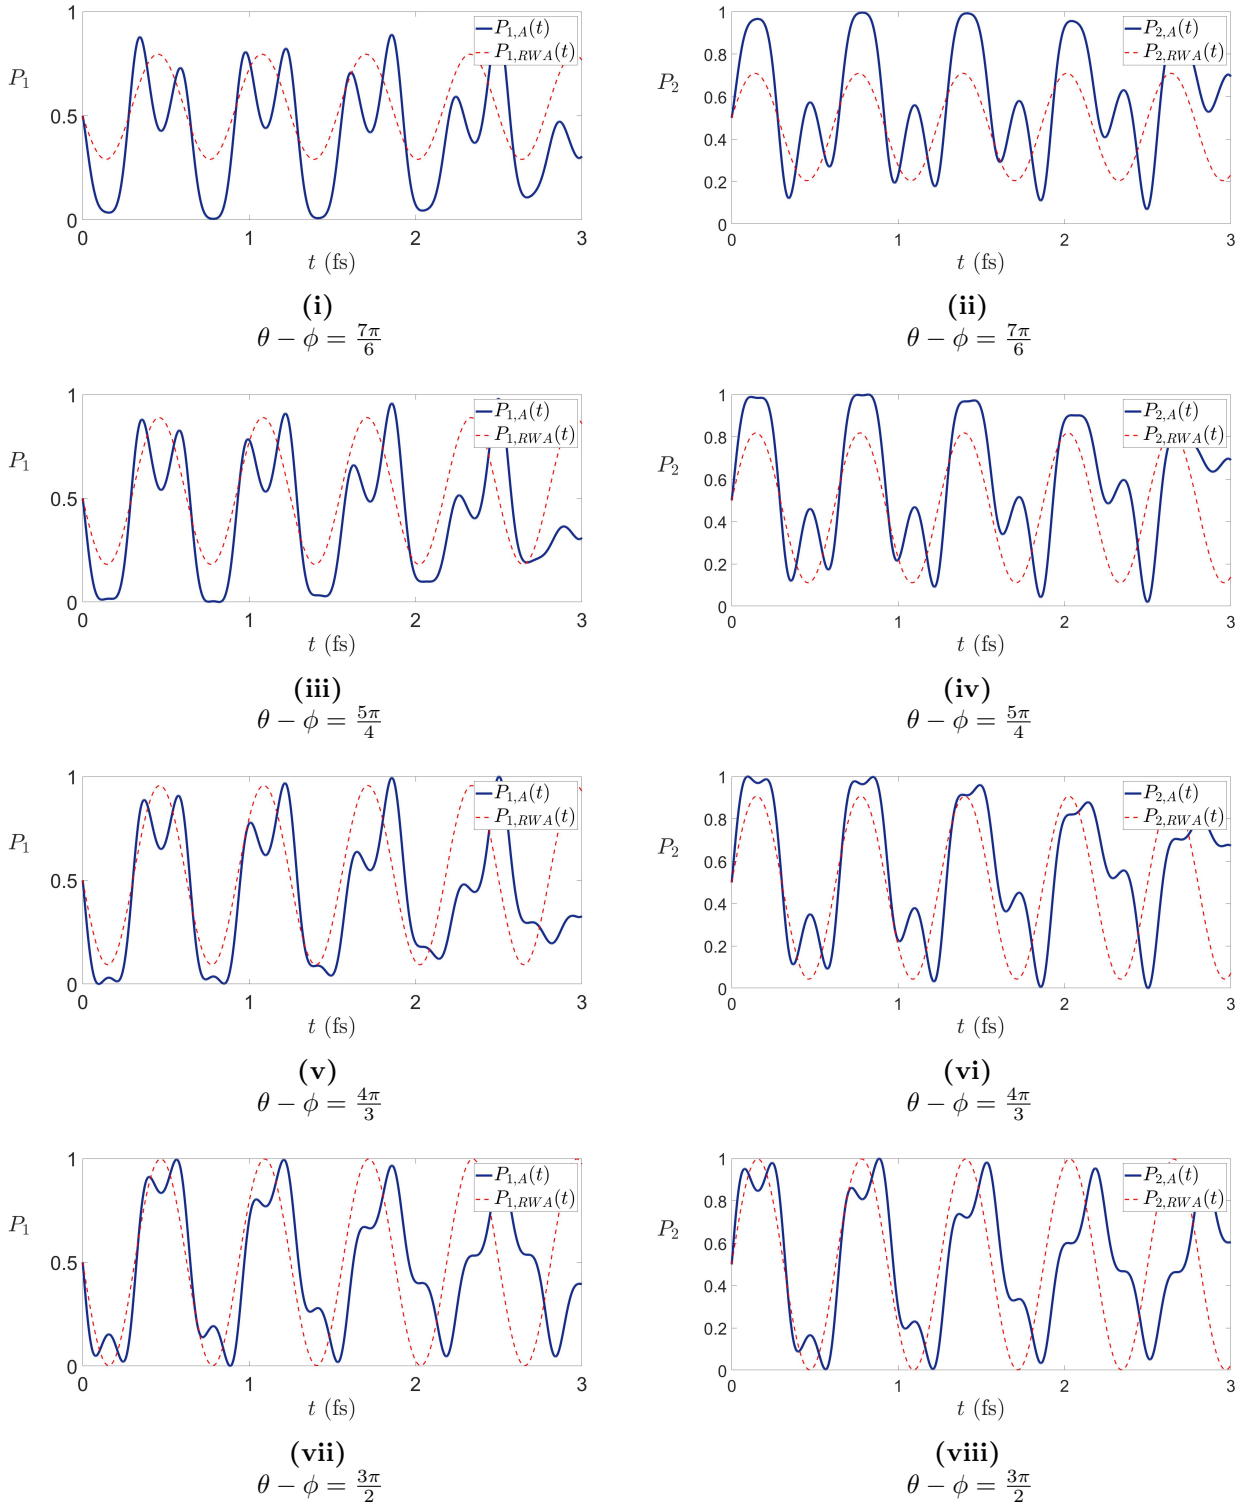 P₁
1
0.5
0
P₁,A(t)
P₁,RWA(t)
0 1 2 3
t (fs)
(i)
θ − ϕ = 7π/6
P₂
1
0.8
0.6
0.4
0.2
0
P₂,A(t)
P₂,RWA(t)
0 1 2 3
t (fs)
(ii)
θ − ϕ = 7π/6
P₁
1
0.5
0
P₁,A(t)
P₁,RWA(t)
0 1 2 3
t (fs)
(iii)
θ − ϕ = 5π/4
P₂
1
0.8
0.6
0.4
0.2
0
P₂,A(t)
P₂,RWA(t)
0 1 2 3
t (fs)
(iv)
θ − ϕ = 5π/4
P₁
1
0.5
0
P₁,A(t)
P₁,RWA(t)
0 1 2 3
t (fs)
(v)
θ − ϕ = 4π/3
P₂
1
0.8
0.6
0.4
0.2
0
P₂,A(t)
P₂,RWA(t)
0 1 2 3
t (fs)
(vi)
θ − ϕ = 4π/3
P₁
1
0.5
0
P₁,A(t)
P₁,RWA(t)
0 1 2 3
t (fs)
(vii)
θ − ϕ = 3π/2
P₂
1
0.8
0.6
0.4
0.2
0
P₂,A(t)
P₂,RWA(t)
0 1 2 3
t (fs)
(viii)
θ − ϕ = 3π/2